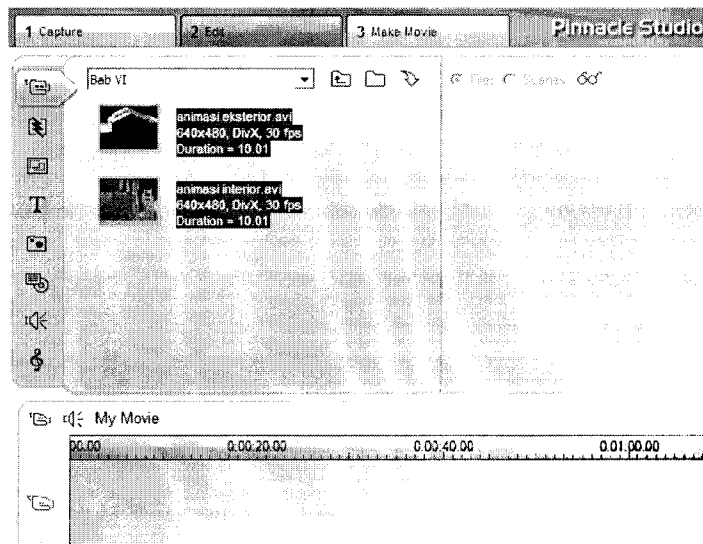 1 Capture
2 Edit
3 Make Movie
Pinnacle Studio
Bab VI
File
Scenes
animasi eksterior.avi
640x480, DivX, 30 fps
Duration = 10.01
animasi interior.avi
640x480, DivX, 30 fps
Duration = 10.01
T
My Movie
00.00
0:00:20.00
0:00:40.00
0:01:00.00